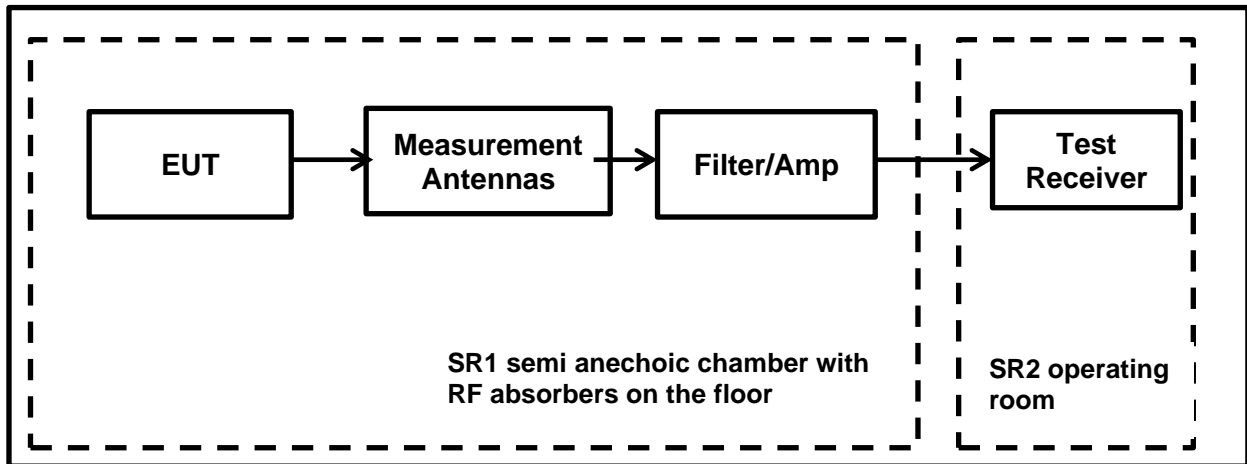 EUT
Measurement
Antennas
Filter/Amp
Test
Receiver
SR1 semi anechoic chamber with
RF absorbers on the floor
SR2 operating
room